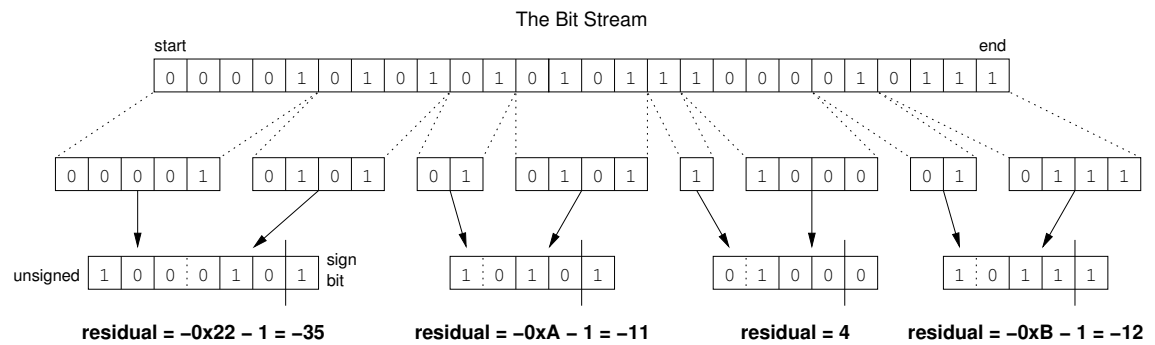 The Bit Stream
start end
0 0 0 0 1 0 1 0 1 0 1 0 1 0 1 1 1 0 0 0 0 1 0 1 1 1
0 0 0 0 1 0 1 0 1 0 1 0 1 0 1 1 1 0 0 0 0 1 0 1 1 1
unsigned 1 0 0 0 1 0 1 sign bit 1 0 1 0 1 0 1 0 0 0 1 0 1 1 1
residual = −0x22 − 1 = −35 residual = −0xA − 1 = −11 residual = 4 residual = −0xB − 1 = −12